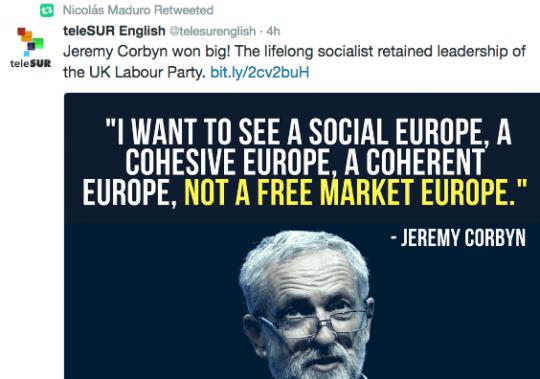 Nicolás Maduro Retweeted
teleSUR English @telesurenglish · 4h
Jeremy Corbyn won big! The lifelong socialist retained leadership of
the UK Labour Party. bit.ly/2cv2buH
teleSUR
"I WANT TO SEE A SOCIAL EUROPE, A
COHESIVE EUROPE, A COHERENT
EUROPE, NOT A FREE MARKET EUROPE."
- JEREMY CORBYN